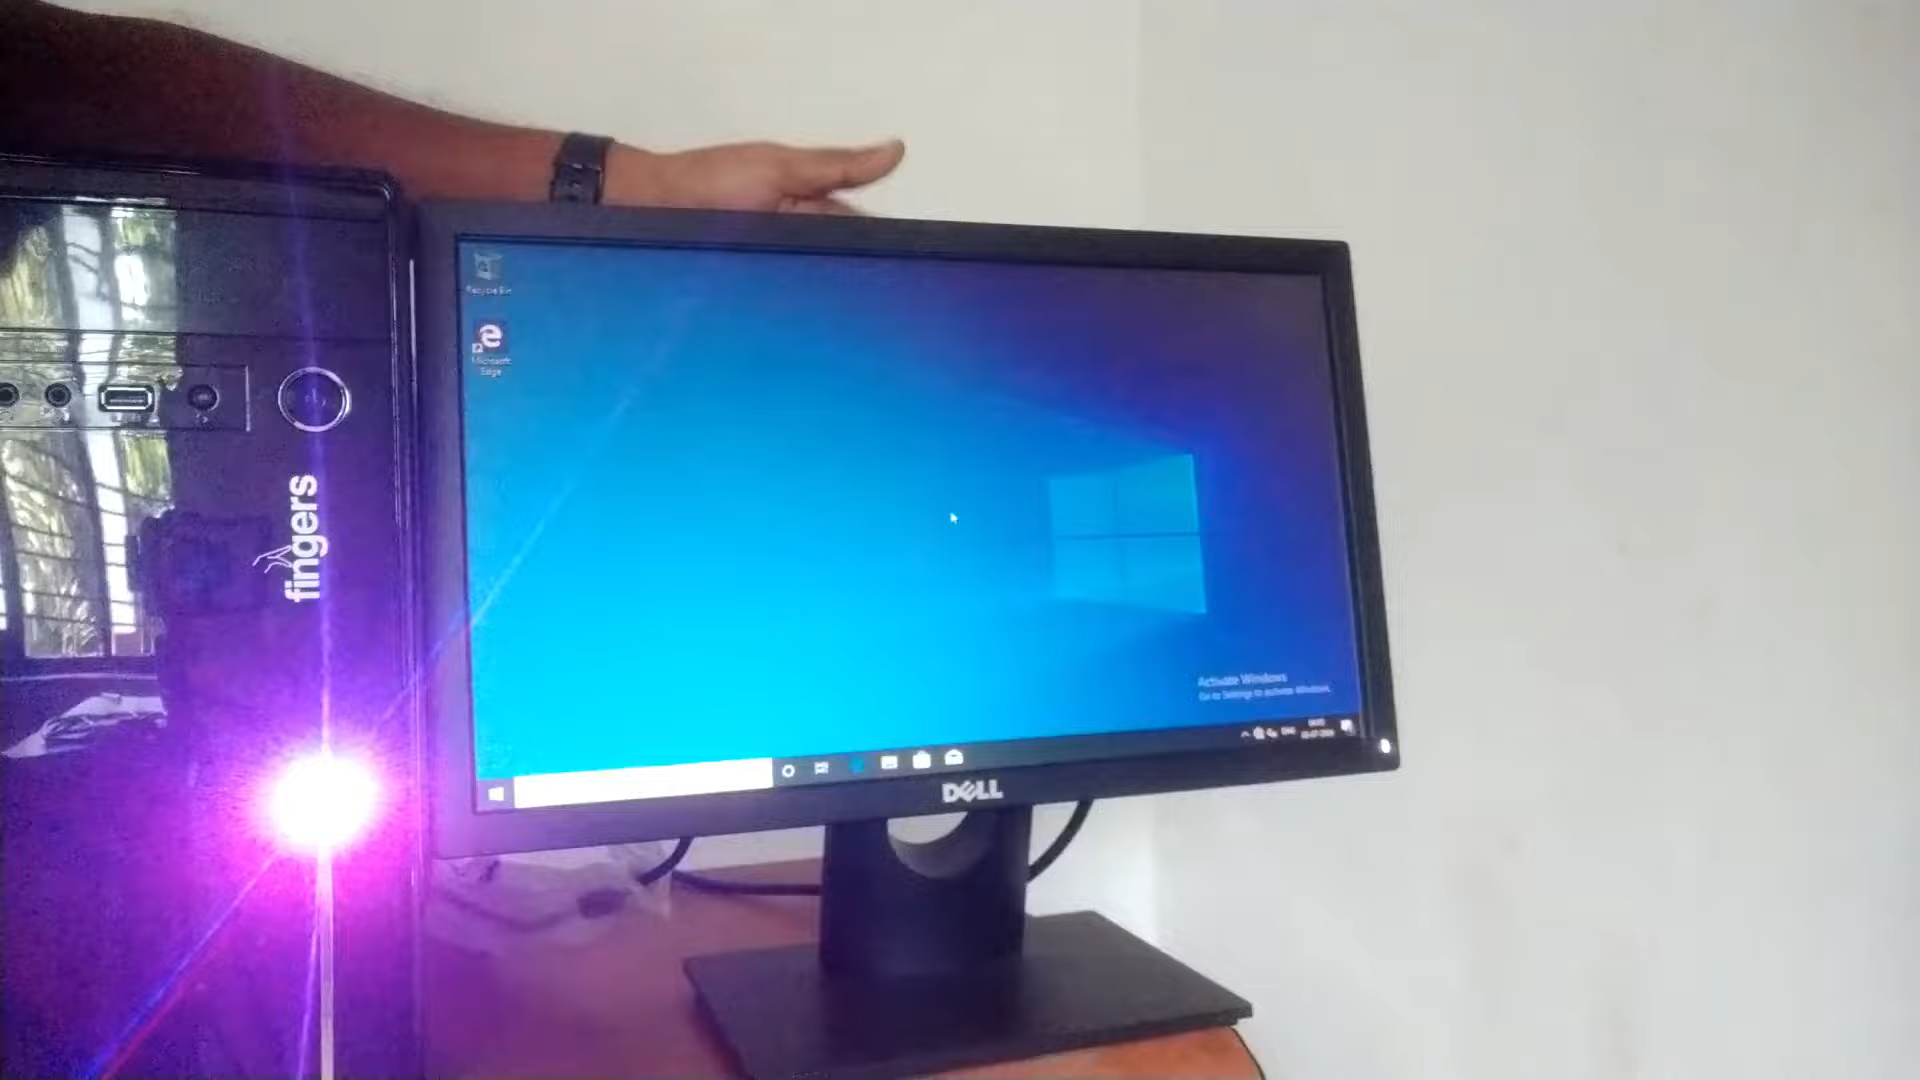 fingers
Recycle Bin
Microsoft
Edge
Activate Windows
Go to Settings to activate Windows.
DELL